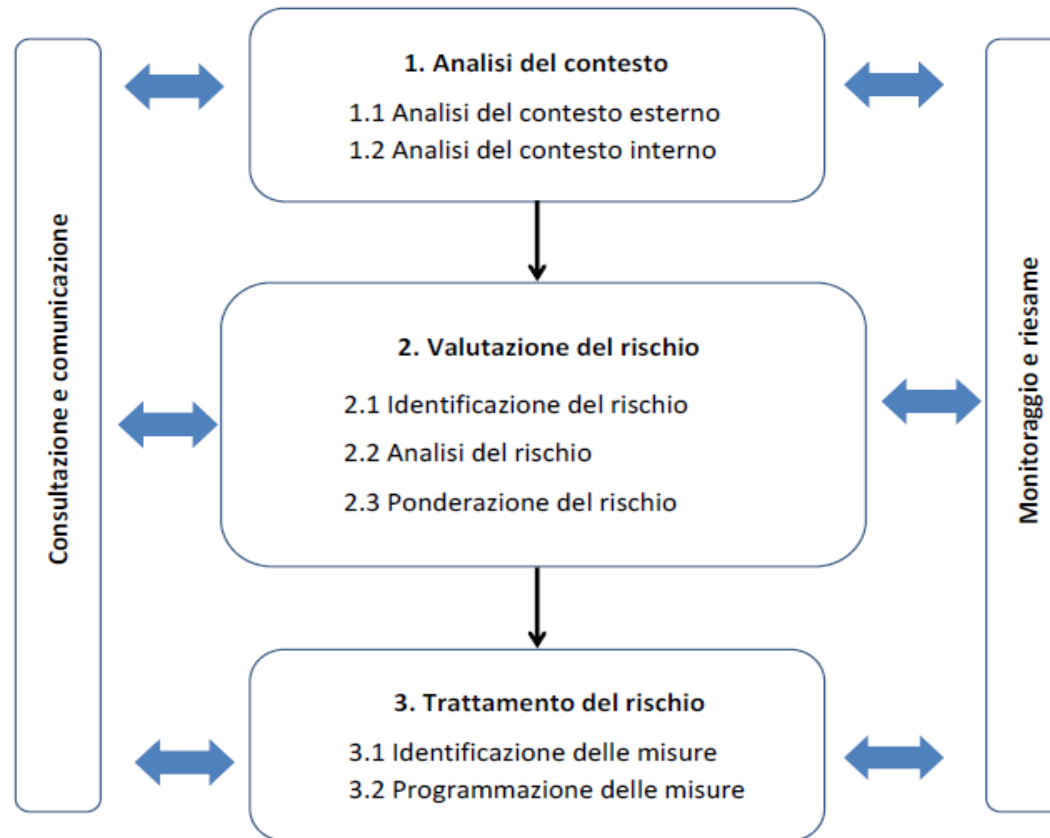 Consultazione e comunicazione
1. Analisi del contesto
1.1 Analisi del contesto esterno
1.2 Analisi del contesto interno
2. Valutazione del rischio
2.1 Identificazione del rischio
2.2 Analisi del rischio
2.3 Ponderazione del rischio
3. Trattamento del rischio
3.1 Identificazione delle misure
3.2 Programmazione delle misure
Monitoraggio e riesame